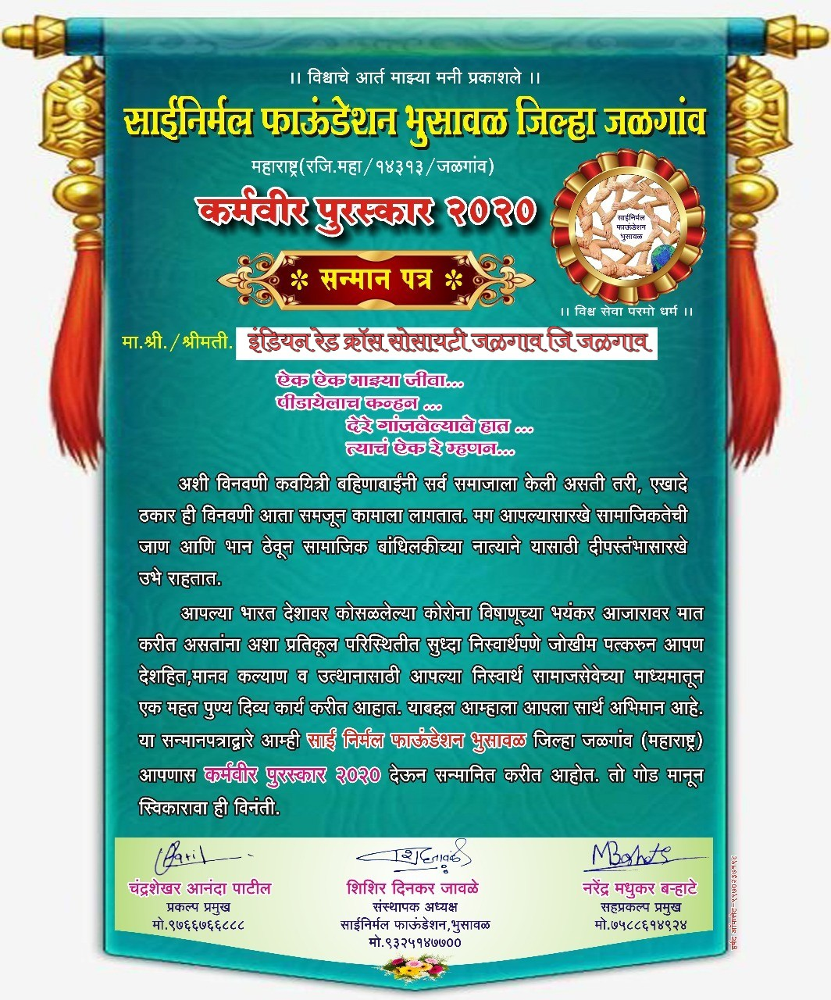 ।। विश्वाचे आर्त माझ्या मनी प्रकाशले ।।
साईनिर्मल फाऊंडेशन भुसावळ जिल्हा जळगांव
महाराष्ट्र(रजि.महा/१४३१३/जळगांव)
कर्मवीर पुरस्कार २०२०
साईनिर्मल
फाऊंडेशन
भुसावळ
* सन्मान पत्र *
।। विश्व सेवा परमो धर्म ।।
मा.श्री./श्रीमती. इंडियन रेड क्रॉस सोसायटी जळगाव जि जळगाव
ऐक ऐक माझ्या जीवा...
पीडायेलाच कन्हन ...
देरे गांजलेल्याले हात ...
त्याचं ऐक रे म्हणन...
अशी विनवणी कवयित्री बहिणाबाईंनी सर्व समाजाला केली असती तरी, एखादे
ठकार ही विनवणी आता समजून कामाला लागतात. मग आपल्यासारखे सामाजिकतेची
जाण आणि भान ठेवून सामाजिक बांधिलकीच्या नात्याने यासाठी दीपस्तंभासारखे
उभे राहतात.
आपल्या भारत देशावर कोसळलेल्या कोरोना विषाणूच्या भयंकर आजारावर मात
करीत असतांना अशा प्रतिकूल परिस्थितीत सुध्दा निस्वार्थपणे जोखीम पत्करुन आपण
देशहित,मानव कल्याण व उत्थानासाठी आपल्या निस्वार्थ सामाजसेवेच्या माध्यमातून
एक महत पुण्य दिव्य कार्य करीत आहात. याबद्दल आम्हाला आपला सार्थ अभिमान आहे.
या सन्मानपत्राद्वारे आम्ही साई निर्मल फाऊंडेशन भुसावळ जिल्हा जळगांव (महाराष्ट्र)
आपणास कर्मवीर पुरस्कार २०२० देऊन सन्मानित करीत आहोत. तो गोड मानून
स्विकारावा ही विनंती.
चंद्रशेखर आनंदा पाटील
प्रकल्प प्रमुख
मो.९७६६७६६८८८
शिशिर दिनकर जावळे
संस्थापक अध्यक्ष
साईनिर्मल फाऊंडेशन,भुसावळ
मो.९३२५१४७७००
नरेंद्र मधुकर बऱ्हाटे
सहप्रकल्प प्रमुख
मो.७५८८६१४९२४
हर्षद ऑफसेट-९९७०२३७१९८